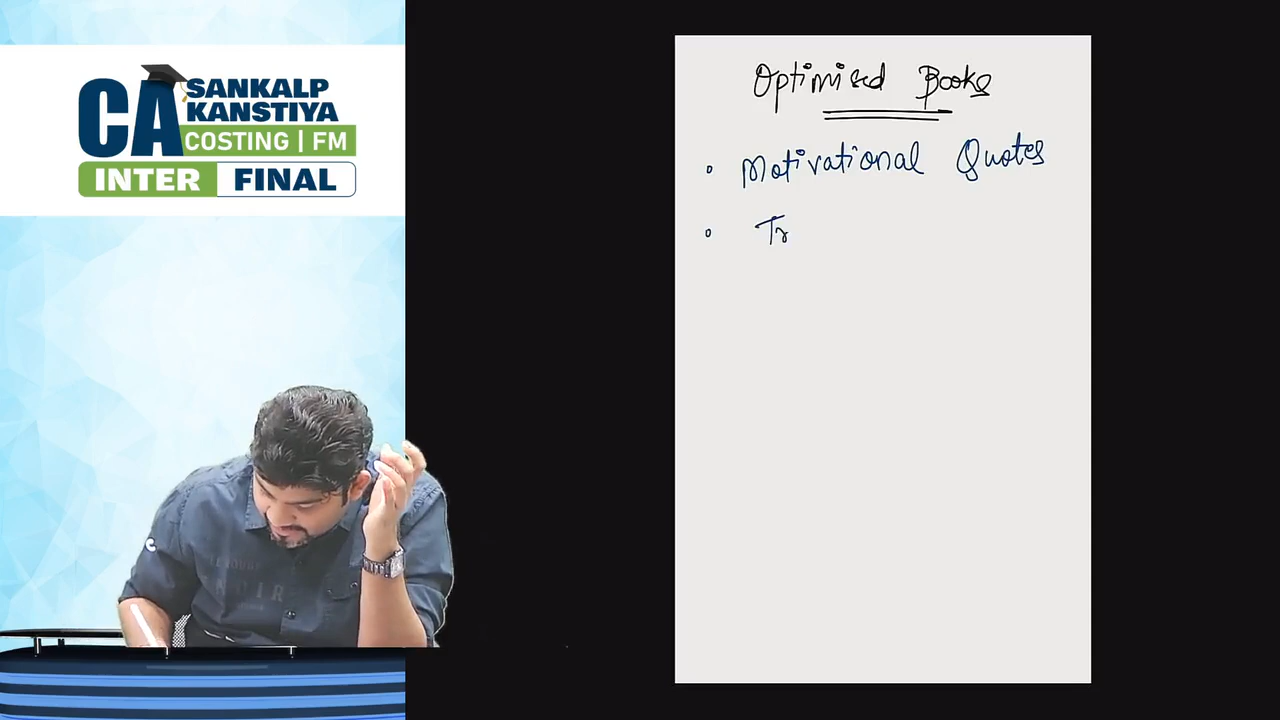 CA SANKALP
KANSTIYA
COSTING | FM
INTER FINAL
Optimised Books
• Motivational Quotes
• Tr